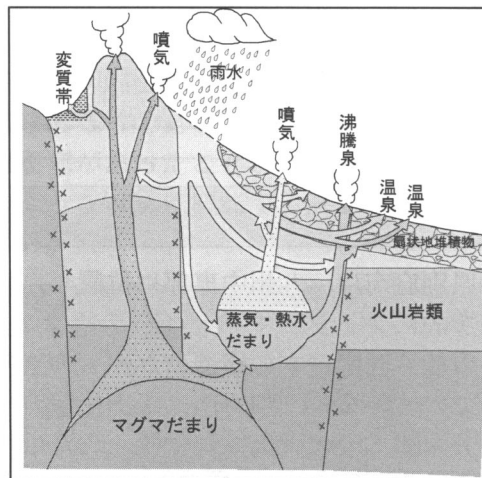 噴気
変質帯
雨水
噴気
沸騰泉
温泉
温泉
扇状地堆積物
蒸気・熱水
だまり
火山岩類
マグマだまり